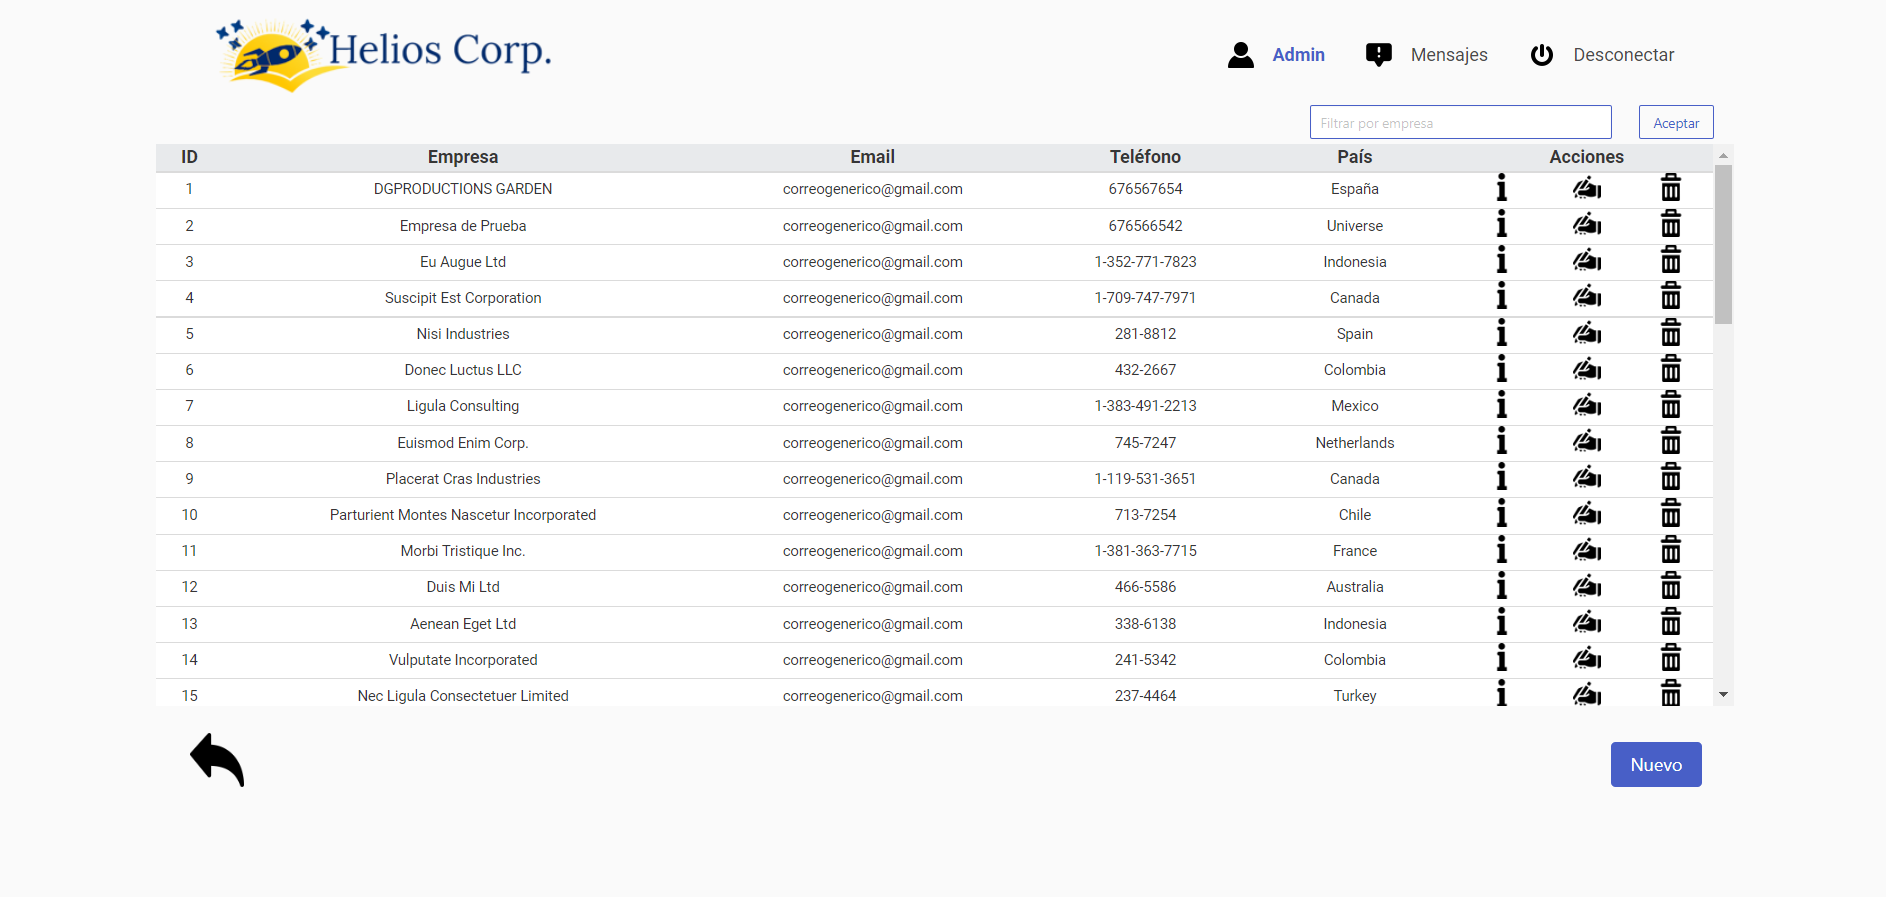 Helios Corp.
Admin Mensajes Desconectar
Filtrar por empresa Aceptar
ID Empresa Email Teléfono País Acciones
1 DGPRODUCTIONS GARDEN correogenerico@gmail.com 676567654 España
2 Empresa de Prueba correogenerico@gmail.com 676566542 Universe
3 Eu Augue Ltd correogenerico@gmail.com 1-352-771-7823 Indonesia
4 Suscipit Est Corporation correogenerico@gmail.com 1-709-747-7971 Canada
5 Nisi Industries correogenerico@gmail.com 281-8812 Spain
6 Donec Luctus LLC correogenerico@gmail.com 432-2667 Colombia
7 Ligula Consulting correogenerico@gmail.com 1-383-491-2213 Mexico
8 Euismod Enim Corp. correogenerico@gmail.com 745-7247 Netherlands
9 Placerat Cras Industries correogenerico@gmail.com 1-119-531-3651 Canada
10 Parturient Montes Nascetur Incorporated correogenerico@gmail.com 713-7254 Chile
11 Morbi Tristique Inc. correogenerico@gmail.com 1-381-363-7715 France
12 Duis Mi Ltd correogenerico@gmail.com 466-5586 Australia
13 Aenean Eget Ltd correogenerico@gmail.com 338-6138 Indonesia
14 Vulputate Incorporated correogenerico@gmail.com 241-5342 Colombia
15 Nec Ligula Consectetuer Limited correogenerico@gmail.com 237-4464 Turkey
Nuevo